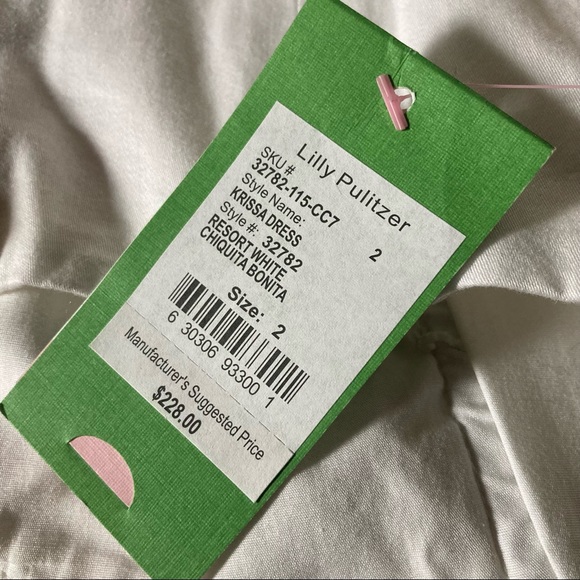 Lilly Pulitzer
SKU #
32782-115-CC7 2
Style Name:
KRISSA DRESS
Style #: 32782
RESORT WHITE
CHIQUITA BONITA
Size: 2
6 30306 93300 1
Manufacturer's Suggested Price
$228.00